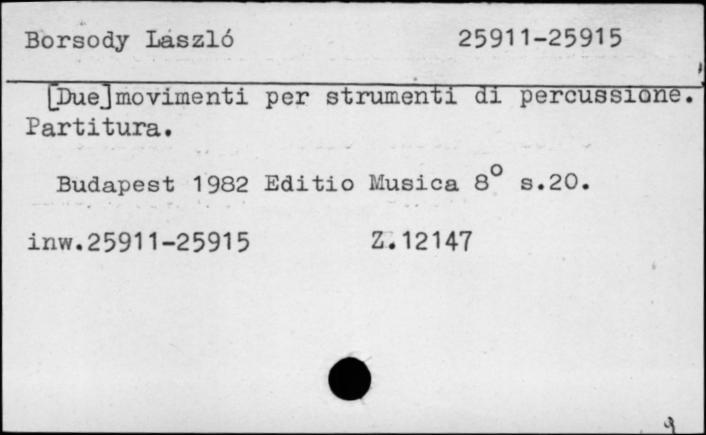 Borsody László 25911-25915
[Due]movimenti per strumenti di percussione.
Partitura.
Budapest 1982 Editio Musica 8° s.20.
inw.25911-25915 Z.12147